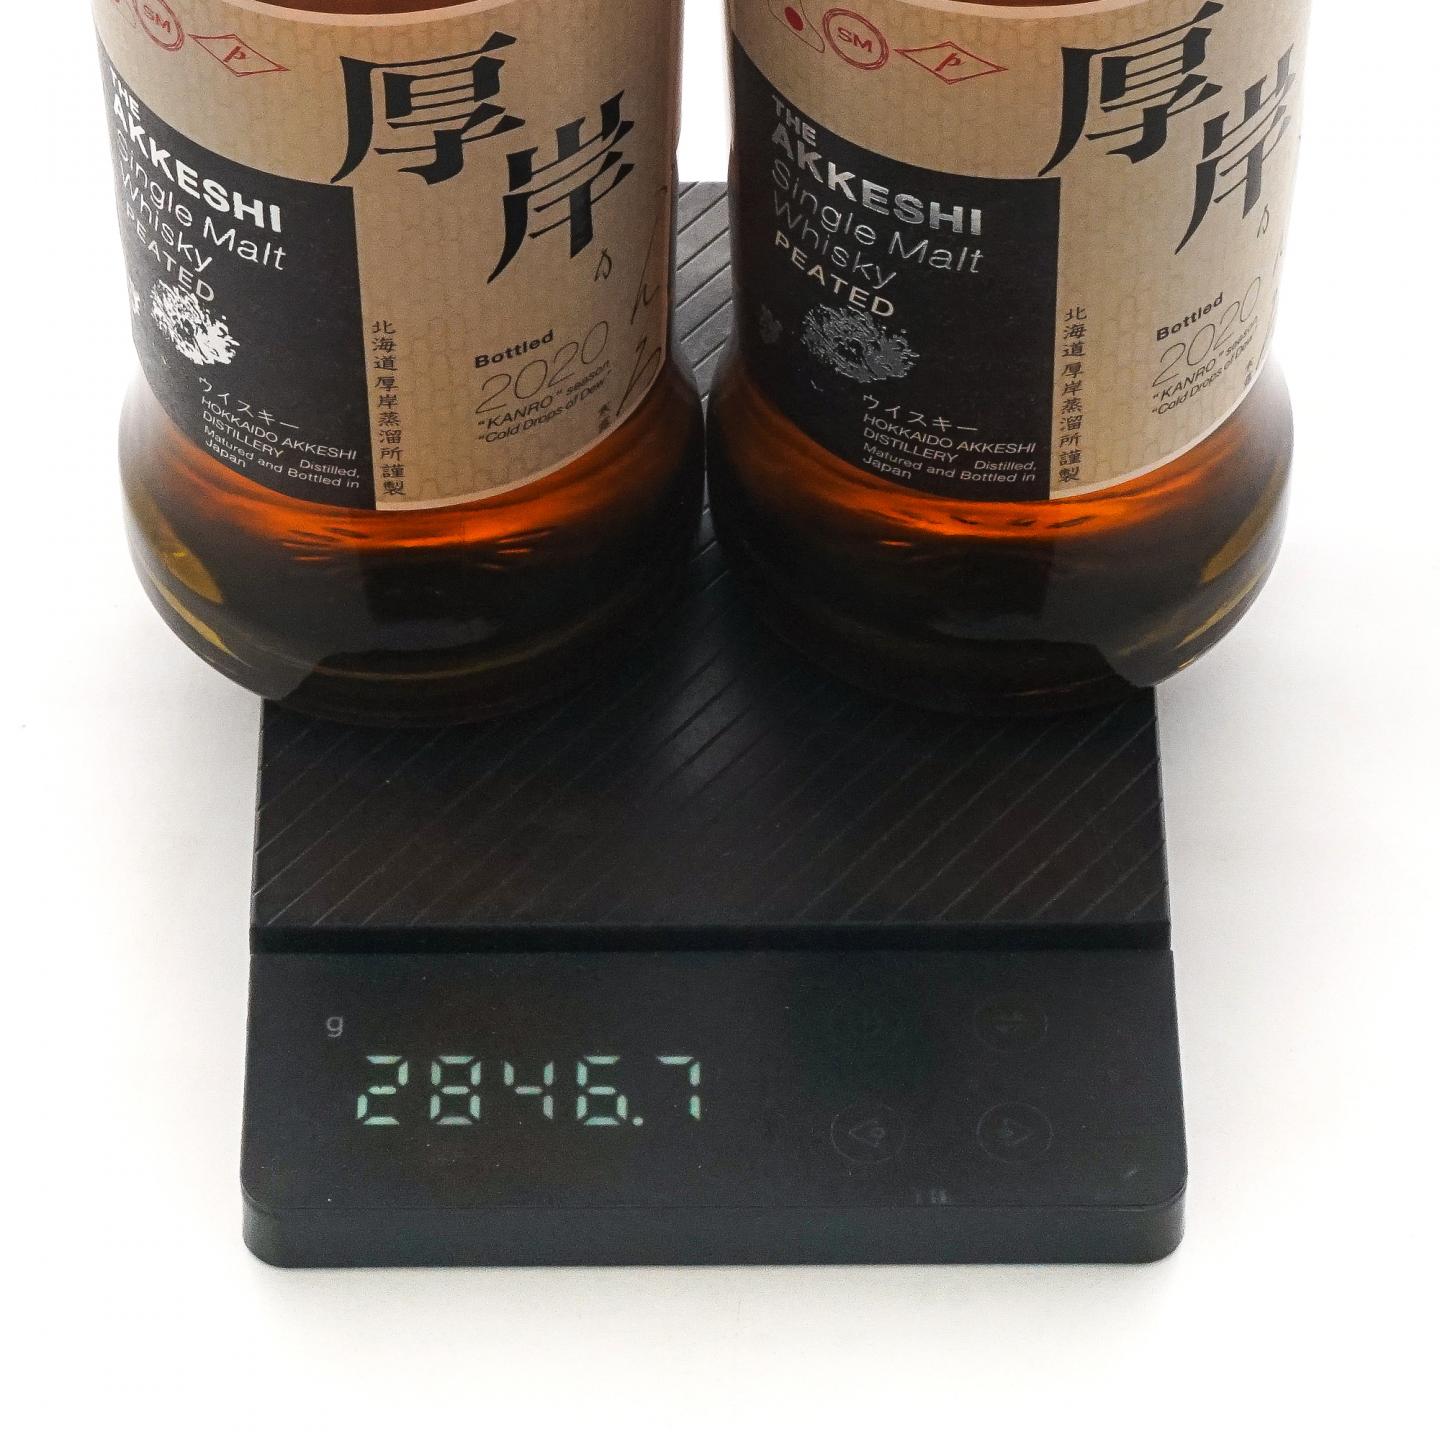 SM
p
厚岸
THE
AKKESHI
Single Malt
Whisky
PEATED
Bottled
2020
"KANRO" season
"Cold Drops of Dew"
寒露
ウイスキー
HOKKAIDO AKKESHI
DISTILLERY Distilled,
Matured and Bottled in
Japan
北海道 厚岸蒸溜所謹製
SM
p
厚岸
THE
AKKESHI
Single Malt
Whisky
PEATED
Bottled
2020
"KANRO" season
"Cold Drops of Dew"
ウイスキー
HOKKAIDO AKKESHI
DISTILLERY Distilled,
Matured and Bottled in
Japan
北海道 厚岸蒸溜所謹製
g
2846.7